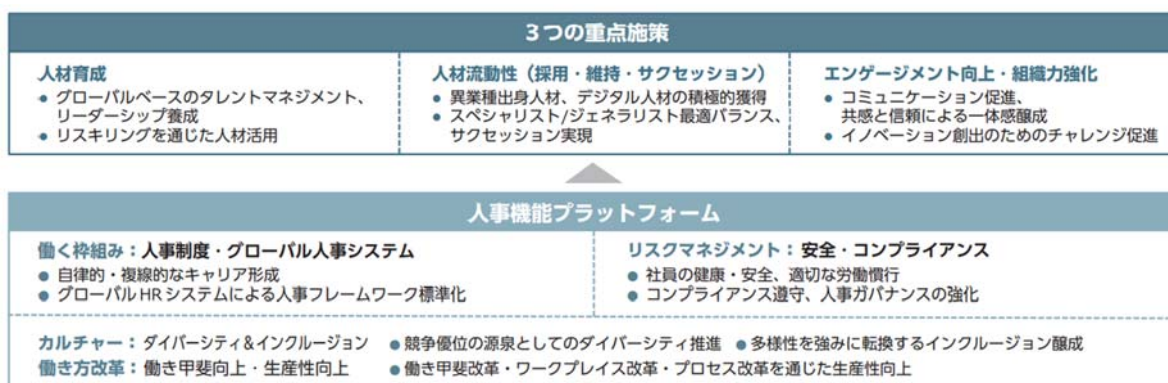 3つの重点施策
人材育成
● グローバルベースのタレントマネジメント、
リーダーシップ養成
● リスキリングを通じた人材活用
人材流動性（採用・維持・サクセッション）
● 異業種出身人材、デジタル人材の積極的獲得
● スペシャリスト/ジェネラリスト最適バランス、
サクセッション実現
エンゲージメント向上・組織力強化
● コミュニケーション促進、
共感と信頼による一体感醸成
● イノベーション創出のためのチャレンジ促進
人事機能プラットフォーム
働く枠組み：人事制度・グローバル人事システム
● 自律的・複線的なキャリア形成
● グローバルHRシステムによる人事フレームワーク標準化
リスクマネジメント：安全・コンプライアンス
● 社員の健康・安全、適切な労働慣行
● コンプライアンス遵守、人事ガバナンスの強化
カルチャー：ダイバーシティ＆インクルージョン ●競争優位の源泉としてのダイバーシティ推進 ●多様性を強みに転換するインクルージョン醸成
働き方改革：働き甲斐向上・生産性向上 ●働き甲斐改革・ワークプレイス改革・プロセス改革を通じた生産性向上